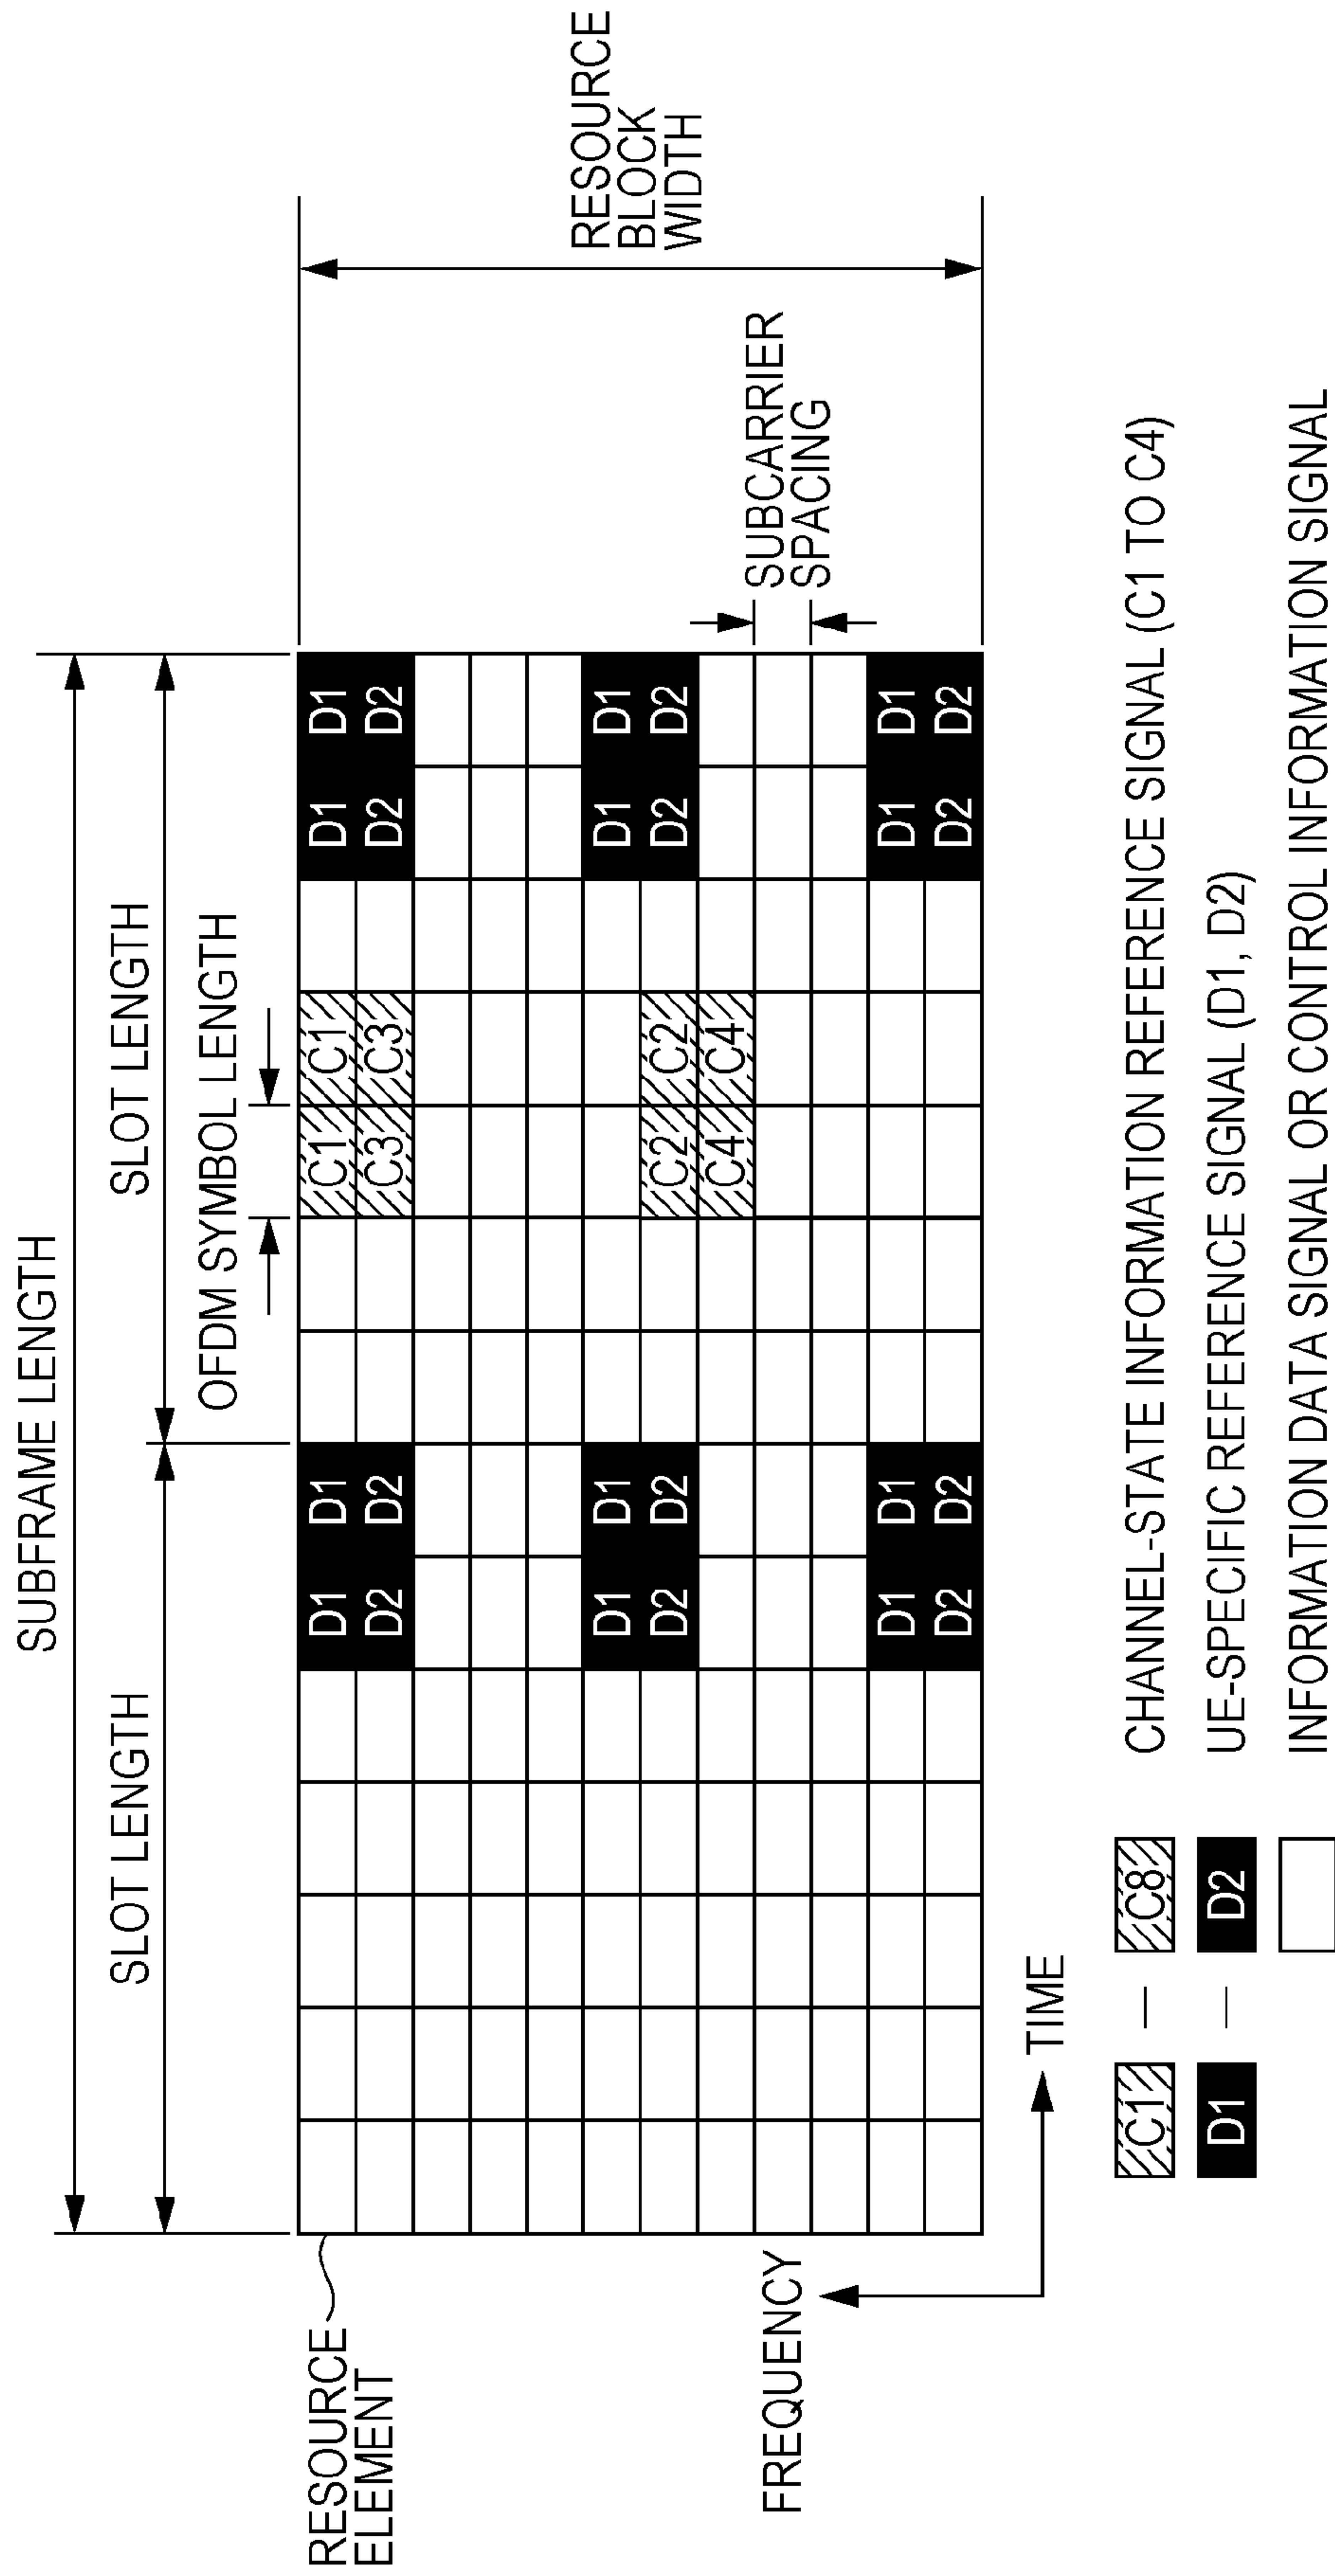 SUBFRAME LENGTH
SLOT LENGTH
SLOT LENGTH
OFDM SYMBOL LENGTH
RESOURCE
ELEMENT
D1 D1 C1 C1 D1 D1
D2 D2 C3 C3 D2 D2
D1 D1 D1 D1
D2 D2 C2 C2 D2 D2
C4 C4
D1 D1 D1 D1
D2 D2 D2 D2
RESOURCE
BLOCK
WIDTH
SUBCARRIER
SPACING
FREQUENCY
TIME
C1 — C8 CHANNEL-STATE INFORMATION REFERENCE SIGNAL (C1 TO C4)
D1 — D2 UE-SPECIFIC REFERENCE SIGNAL (D1, D2)
INFORMATION DATA SIGNAL OR CONTROL INFORMATION SIGNAL